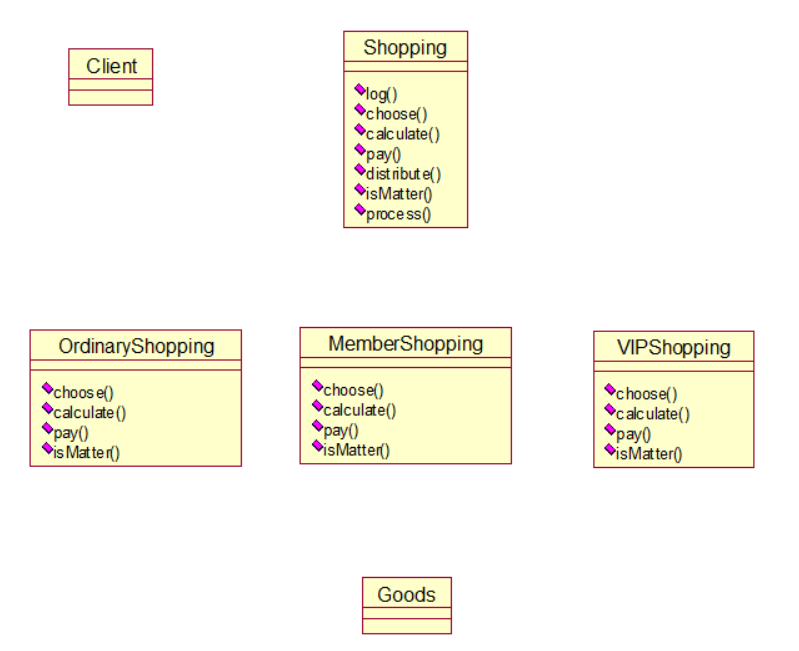 Client
Shopping
log()
choose()
calculate()
pay()
distribute()
isMatter()
process()
OrdinaryShopping
choose()
calculate()
pay()
isMatter()
MemberShopping
choose()
calculate()
pay()
isMatter()
VIPShopping
choose()
calculate()
pay()
isMatter()
Goods